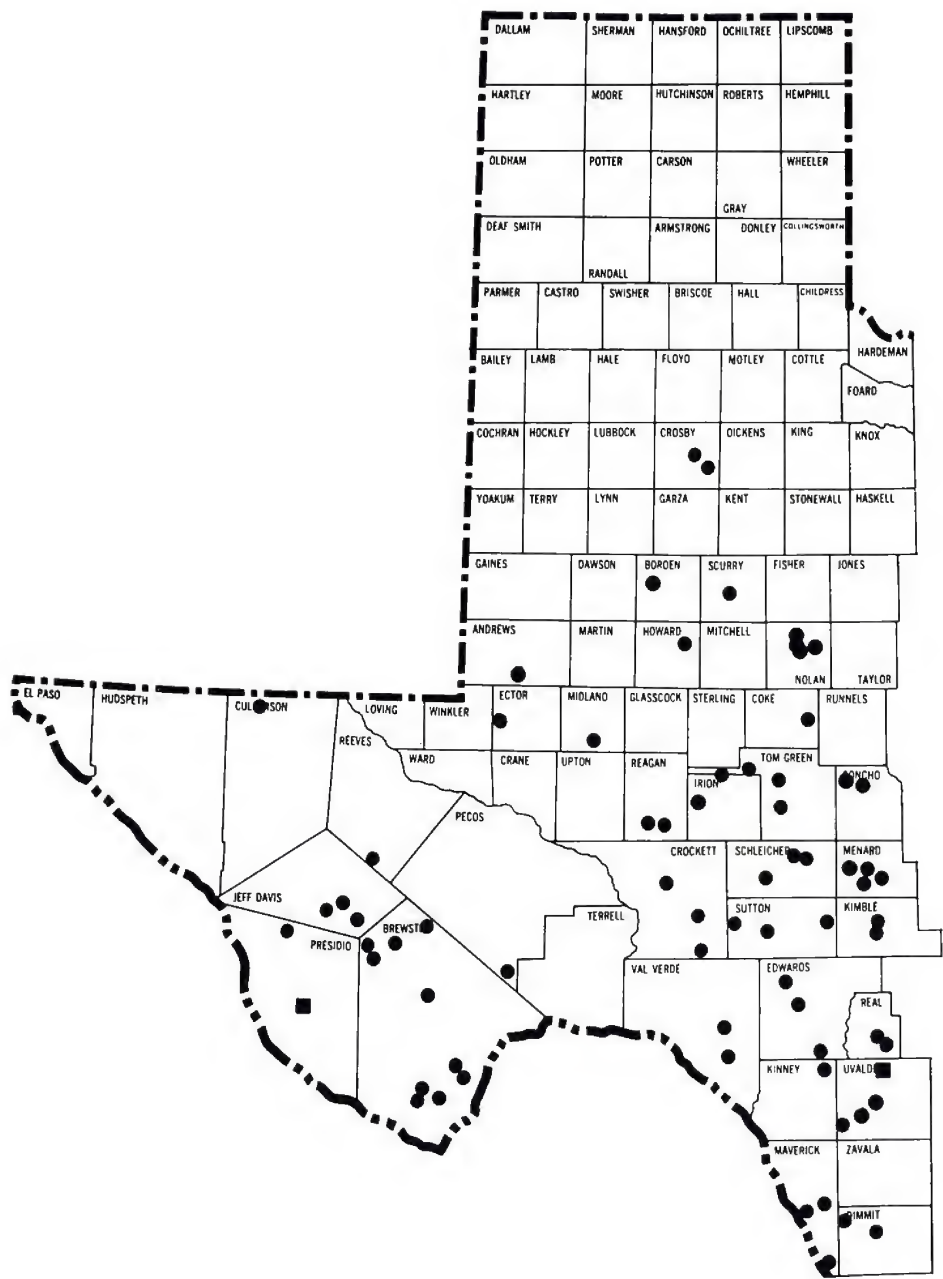 DALLAM SHERMAN HANSFORD OCHILTREE LIPSCOMB
HARTLEY MOORE HUTCHINSON ROBERTS HEMPHILL
OLDHAM POTTER CARSON WHEELER
GRAY
DEAF SMITH ARMSTRONG DONLEY COLLINGSWORTH
RANDALL
PARMER CASTRO SWISHER BRISCOE HALL CHILDRESS
HARDEMAN
BAILEY LAMB HALE FLOYO MOTLEY COTTLE
FOARD
COCHRAN HOCKLEY LUBBOCK CROSBY OICKENS KING KNOX
YOAKUM TERRY LYNN GARZA KENT STONEWALL HASKELL
GAINES DAWSON BOROEN SCURRY FISHER JONES
ANDREWS MARTIN HOWARD MITCHELL
NOLAN TAYLOR
EL PASO HUDSPETH CULBERSON LOVING WINKLER ECTOR MIOLANO GLASSCOCK STERLING COKE RUNNELS
REEVES
WARD CRANE UPTON REAGAN TOM GREEN
IRION CONCHO
PECOS
CROCKETT SCHLEICHER MENARD
JEFF DAVIS
SUTTON KIMBLE
TERRELL
BREWSTER
PRESIDIO
VAL VERDE EDWARDS
REAL
KINNEY UVALDE
MAVERICK ZAVALA
DIMMIT